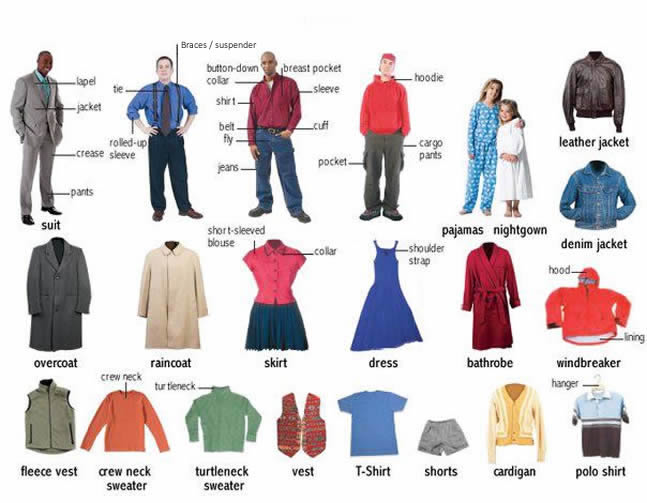 Braces / suspender
lapel
jacket
crease
pants
suit
tie
rolled-up
sleeve
button-down
collar
breast pocket
sleeve
shirt
belt
fly
cuff
jeans
hoodie
cargo
pants
pocket
pajamas
nightgown
leather jacket
denim jacket
overcoat
raincoat
short-sleeved
blouse
collar
skirt
shoulder
strap
dress
bathrobe
hood
lining
windbreaker
fleece vest
crew neck
crew neck
sweater
turtleneck
turtleneck
sweater
vest
T-Shirt
shorts
cardigan
hanger
polo shirt